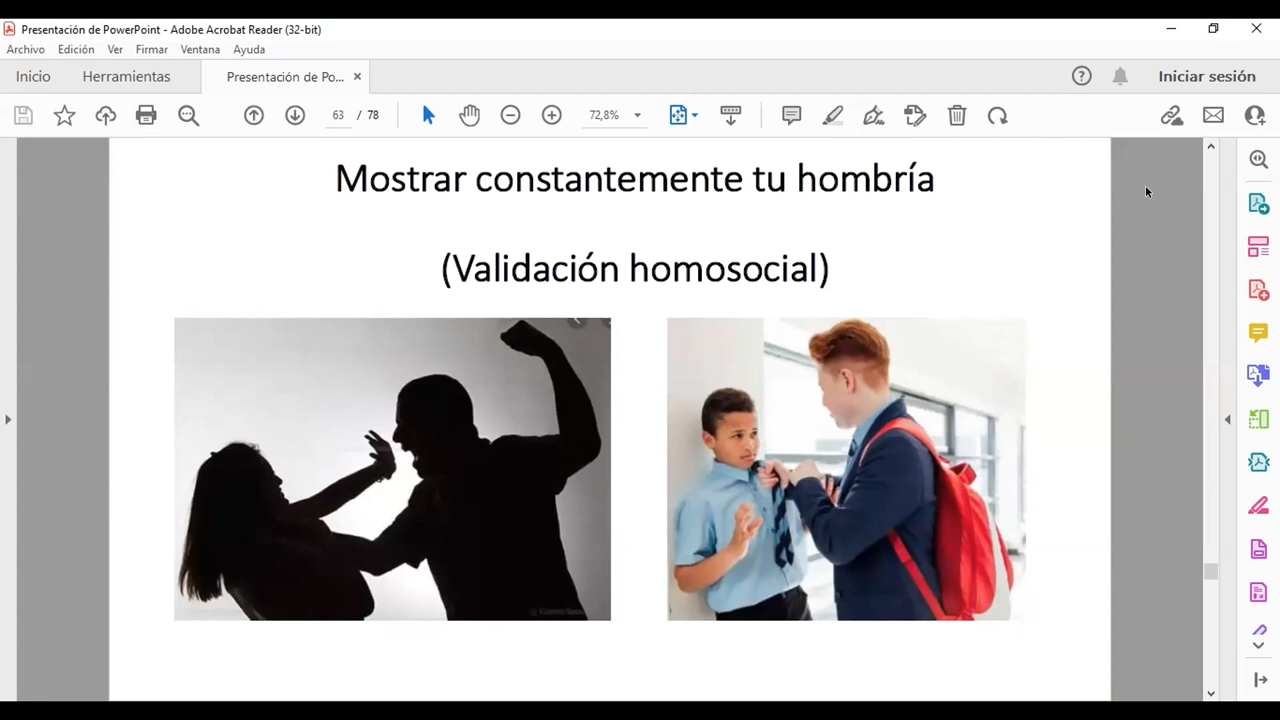 Presentación de PowerPoint - Adobe Acrobat Reader (32-bit)
Archivo Edición Ver Firmar Ventana Ayuda
Inicio Herramientas Presentación de Po... Iniciar sesión
63 / 78 72,8%
Mostrar constantemente tu hombría
(Validación homosocial)